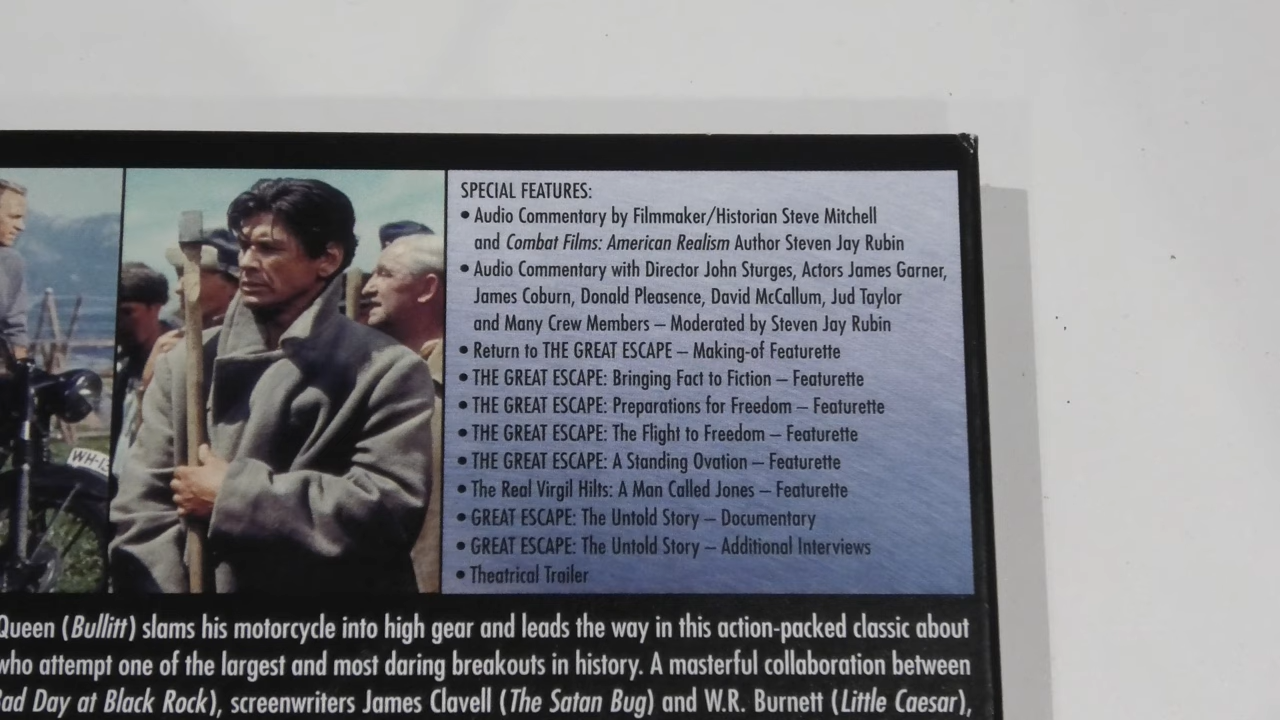 SPECIAL FEATURES:
• Audio Commentary by Filmmaker/Historian Steve Mitchell
and Combat Films: American Realism Author Steven Jay Rubin
• Audio Commentary with Director John Sturges, Actors James Garner,
James Coburn, Donald Pleasence, David McCallum, Jud Taylor
and Many Crew Members – Moderated by Steven Jay Rubin
• Return to THE GREAT ESCAPE – Making-of Featurette
• THE GREAT ESCAPE: Bringing Fact to Fiction – Featurette
• THE GREAT ESCAPE: Preparations for Freedom – Featurette
• THE GREAT ESCAPE: The Flight to Freedom – Featurette
• THE GREAT ESCAPE: A Standing Ovation – Featurette
• The Real Virgil Hilts: A Man Called Jones – Featurette
• GREAT ESCAPE: The Untold Story – Documentary
• GREAT ESCAPE: The Untold Story – Additional Interviews
• Theatrical Trailer
WH-13
Queen (Bullitt) slams his motorcycle into high gear and leads the way in this action-packed classic about
who attempt one of the largest and most daring breakouts in history. A masterful collaboration between
Bad Day at Black Rock), screenwriters James Clavell (The Satan Bug) and W.R. Burnett (Little Caesar),